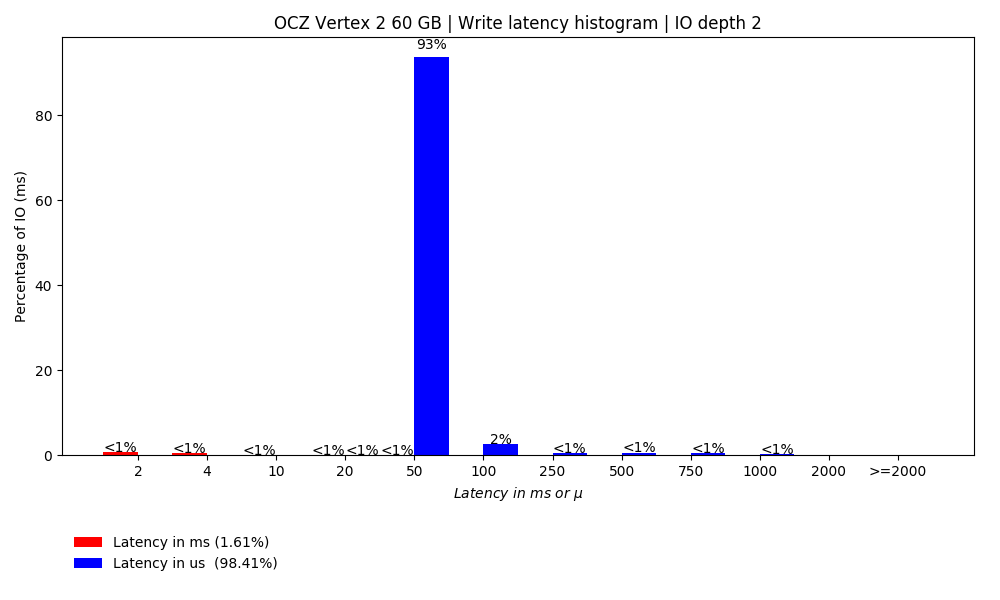 OCZ Vertex 2 60 GB | Write latency histogram | IO depth 2
93%
80
60
40
20
0
Percentage of IO (ms)
<1% <1% <1% <1% <1% <1% 2% <1% <1% <1% <1%
2 4 10 20 50 100 250 500 750 1000 2000 >=2000
Latency in ms or μ
Latency in ms (1.61%)
Latency in us (98.41%)